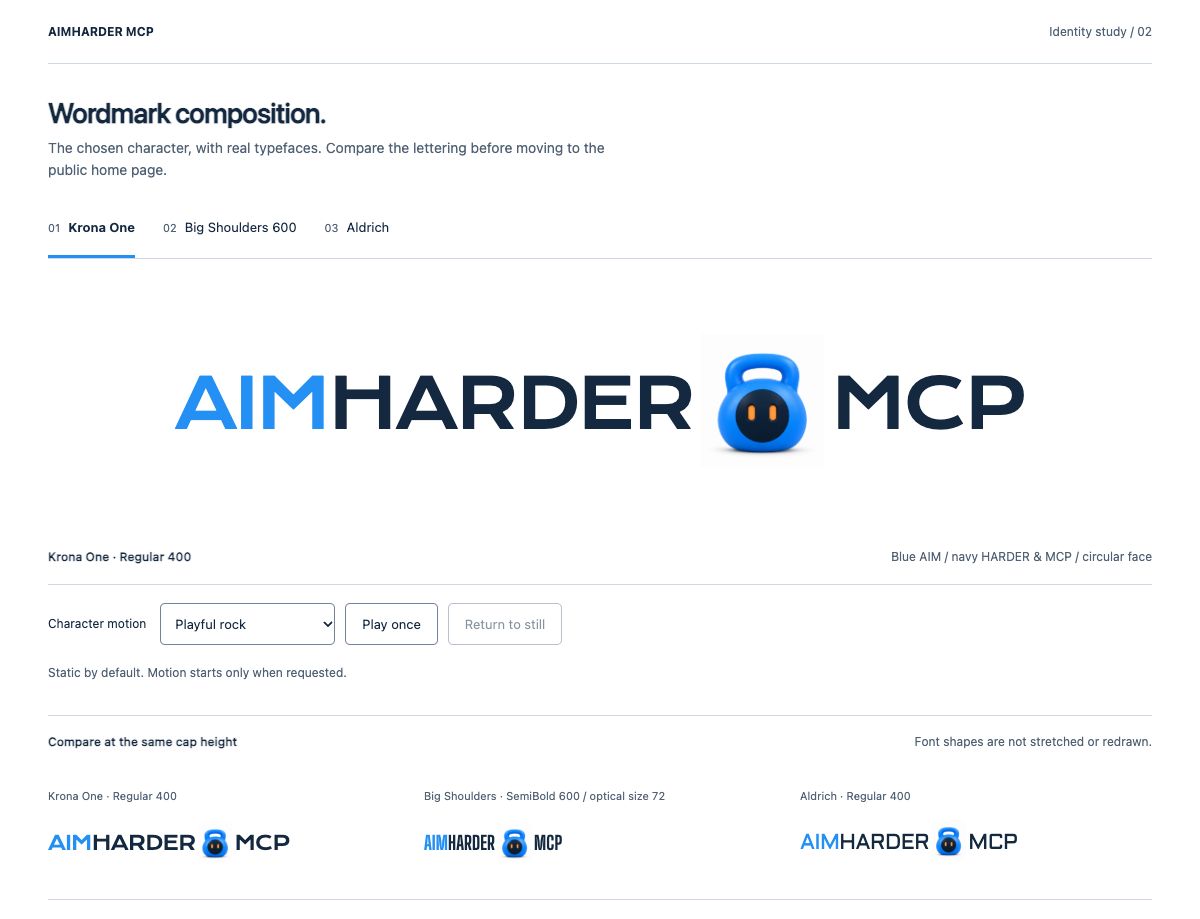 AIMHARDER MCP
Identity study / 02
Wordmark composition.
The chosen character, with real typefaces. Compare the lettering before moving to the
public home page.
01 Krona One
02 Big Shoulders 600
03 Aldrich
AIMHARDER MCP
Krona One · Regular 400
Blue AIM / navy HARDER & MCP / circular face
Character motion
Playful rock
Play once
Return to still
Static by default. Motion starts only when requested.
Compare at the same cap height
Font shapes are not stretched or redrawn.
Krona One · Regular 400
Big Shoulders · SemiBold 600 / optical size 72
Aldrich · Regular 400
AIMHARDER MCP
AIMHARDER MCP
AIMHARDER MCP